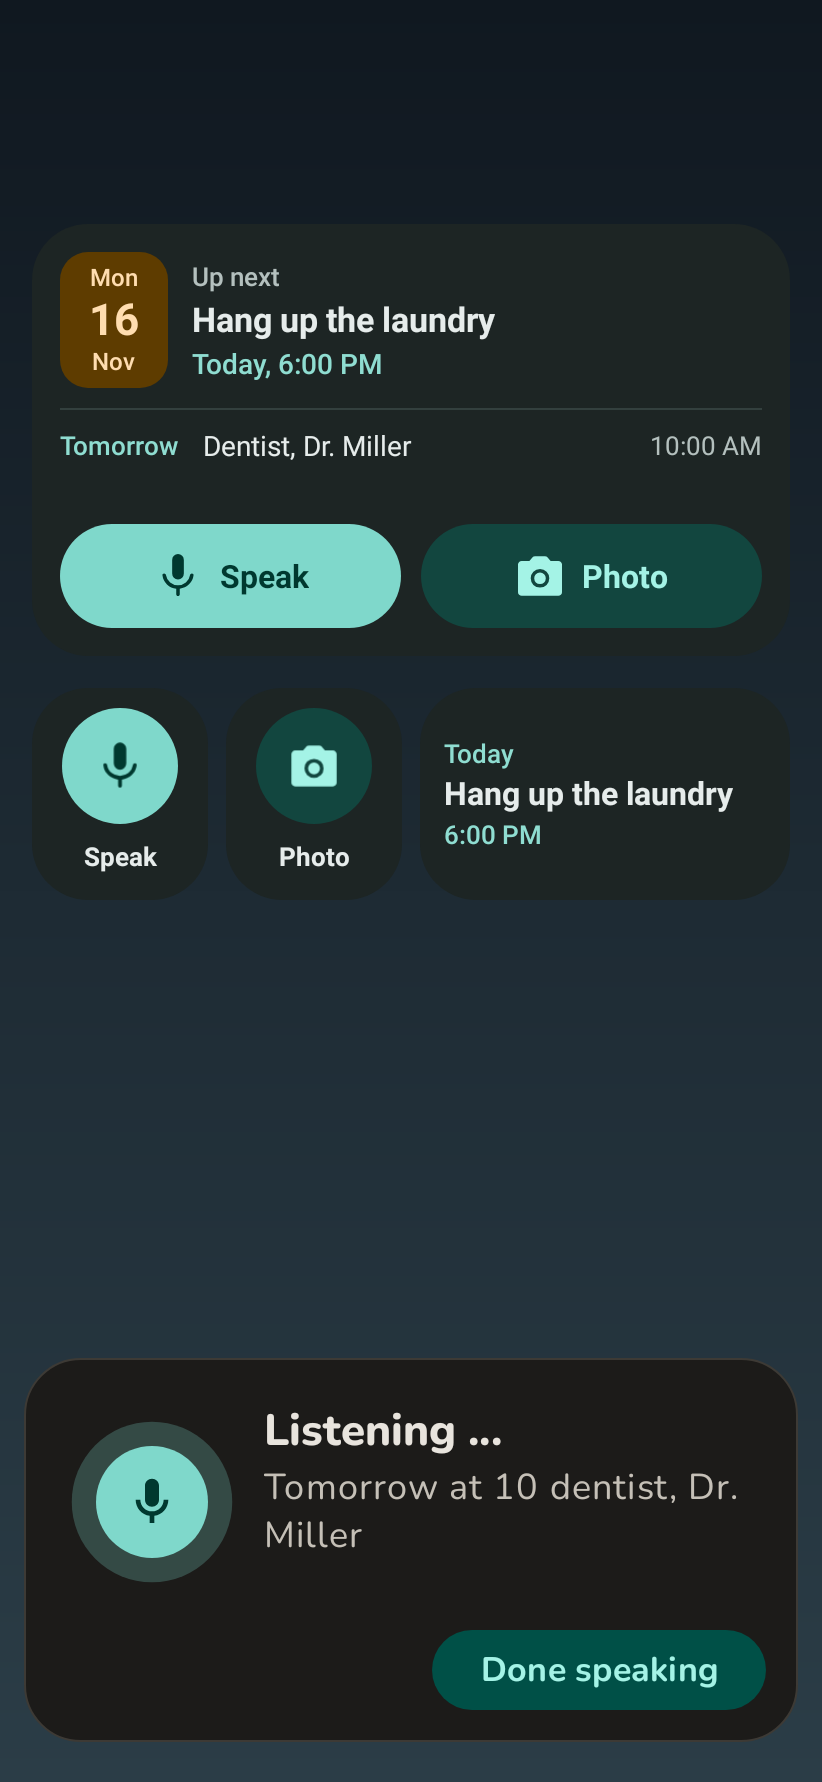 Mon
16
Nov
Up next
Hang up the laundry
Today, 6:00 PM
Tomorrow Dentist, Dr. Miller 10:00 AM
Speak
Photo
Speak
Photo
Today
Hang up the laundry
6:00 PM
Listening ...
Tomorrow at 10 dentist, Dr.
Miller
Done speaking